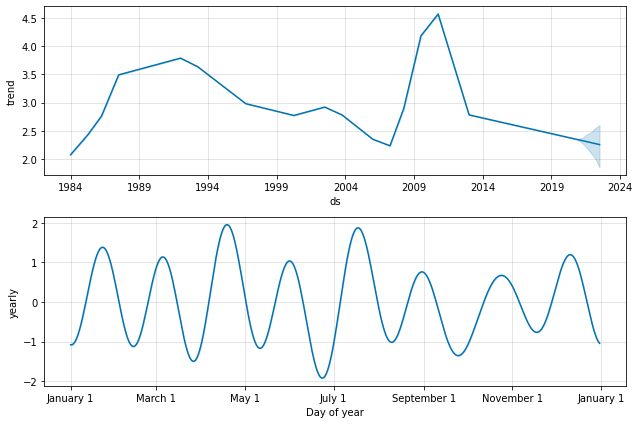 4.5
4.0
3.5
3.0
2.5
2.0
trend
1984 1989 1994 1999 2004 2009 2014 2019 2024
ds
2
1
0
−1
−2
yearly
January 1 March 1 May 1 July 1 September 1 November 1 January 1
Day of year